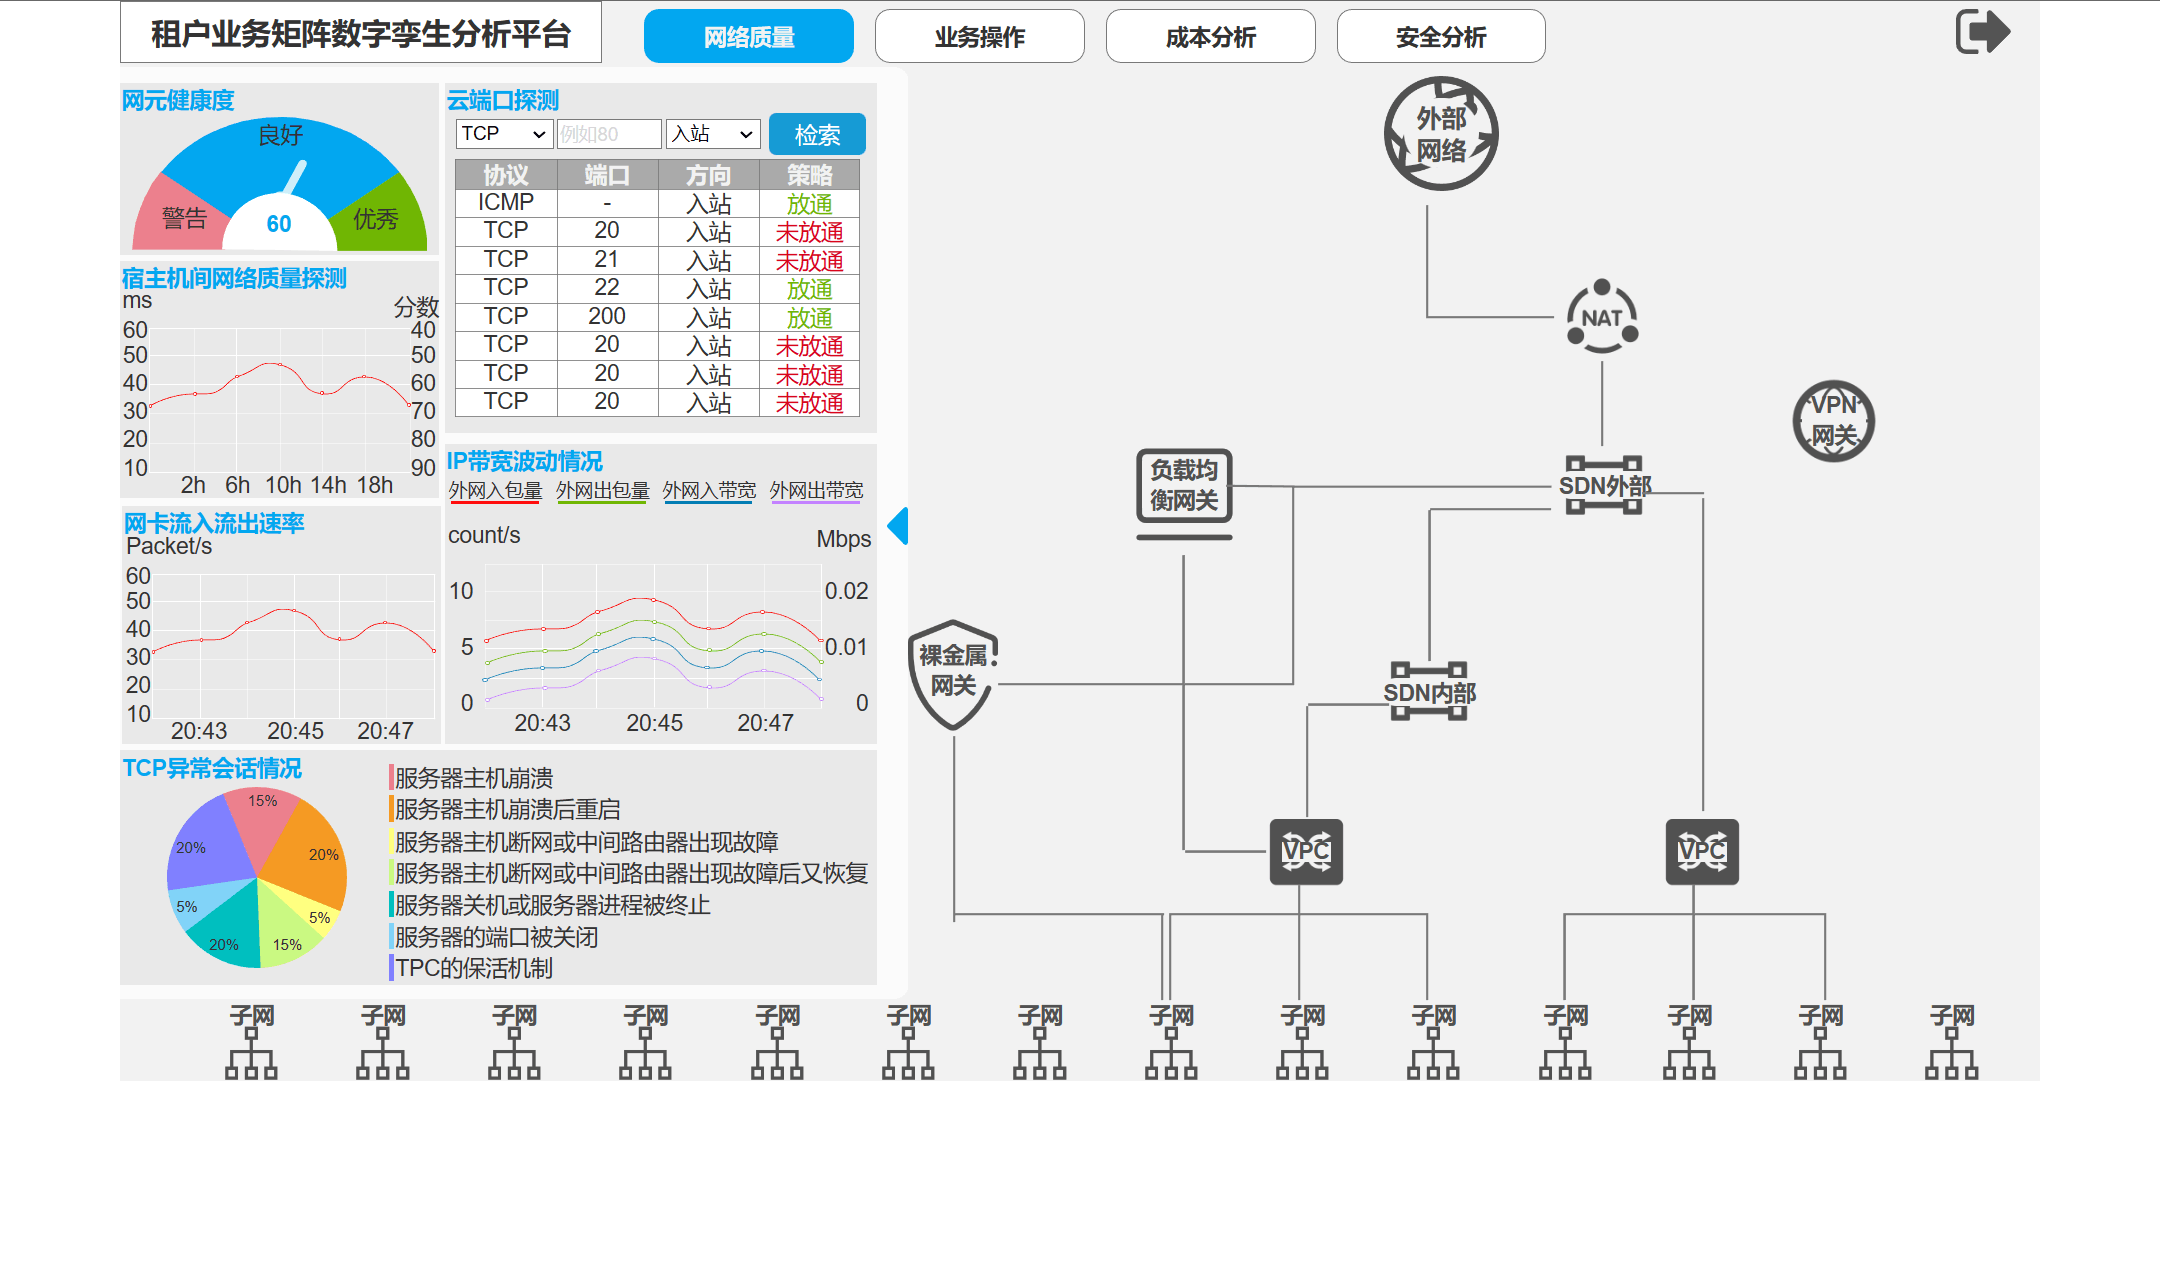 租户业务矩阵数字孪生分析平台
网络质量
业务操作
成本分析
安全分析
网元健康度
良好
警告
60
优秀
宿主机间网络质量探测
ms
分数
60
50
40
30
20
10
40
50
60
70
80
90
2h 6h 10h 14h 18h
网卡流入流出速率
Packet/s
60
50
40
30
20
10
20:43 20:45 20:47
云端口探测
TCP 例如80 入站 检索
协议 端口 方向 策略
ICMP - 入站 放通
TCP 20 入站 未放通
TCP 21 入站 未放通
TCP 22 入站 放通
TCP 200 入站 放通
TCP 20 入站 未放通
TCP 20 入站 未放通
TCP 20 入站 未放通
IP带宽波动情况
外网入包量 外网出包量 外网入带宽 外网出带宽
count/s
Mbps
10
5
0
0.02
0.01
0
20:43 20:45 20:47
TCP异常会话情况
15%
20%
5%
15%
20%
5%
20%
服务器主机崩溃
服务器主机崩溃后重启
服务器主机断网或中间路由器出现故障
服务器主机断网或中间路由器出现故障后又恢复
服务器关机或服务器进程被终止
服务器的端口被关闭
TPC的保活机制
外部
网络
NAT
VPN
网关
负载均
衡网关
SDN外部
裸金属
网关
SDN内部
VPC
VPC
子网 子网 子网 子网 子网 子网 子网 子网 子网 子网 子网 子网 子网 子网